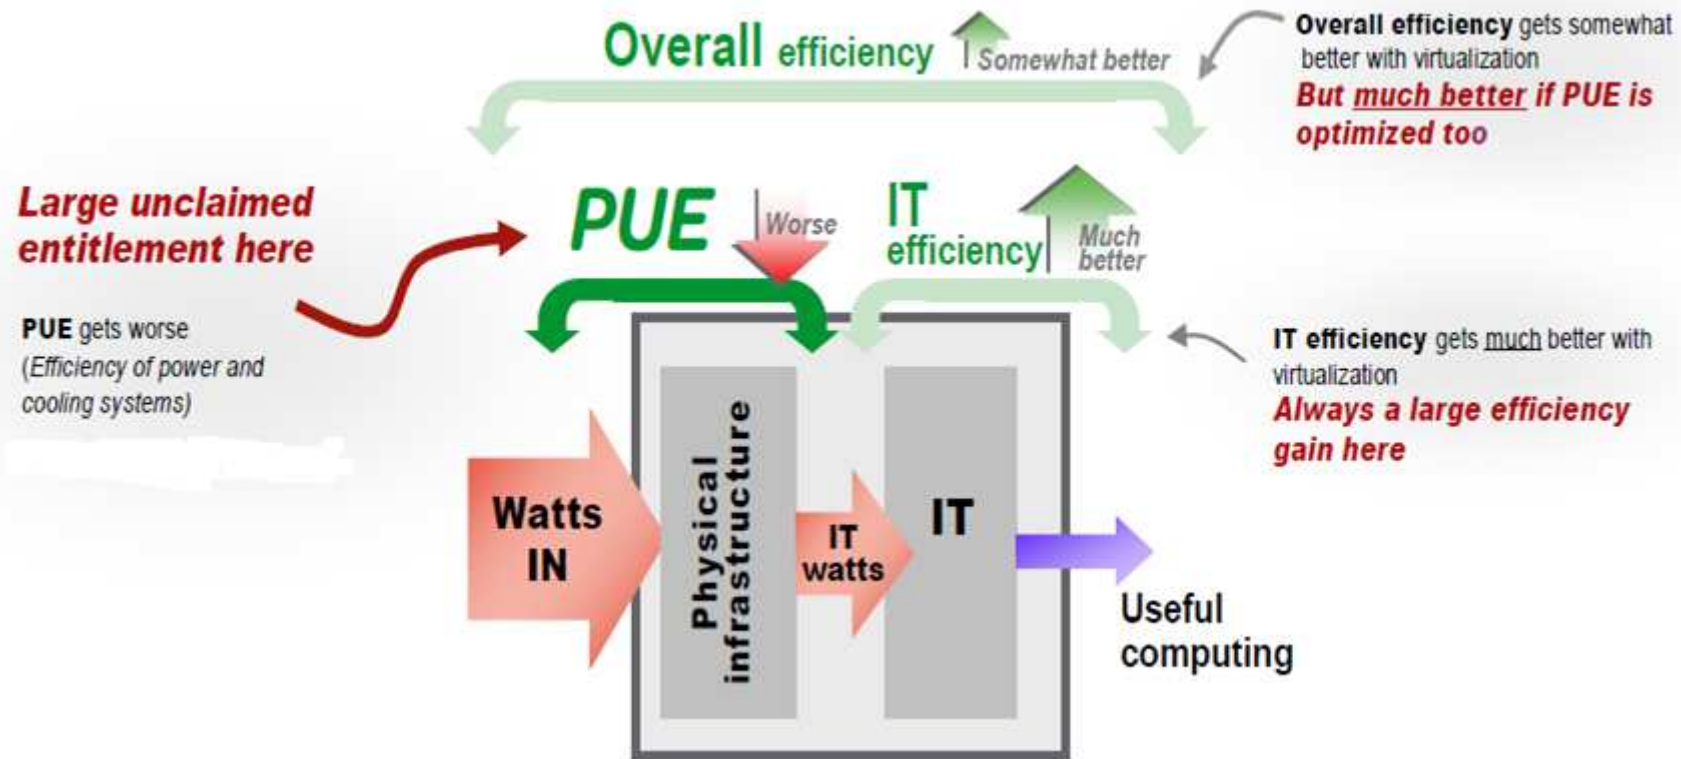 Overall efficiency
Somewhat better
Overall efficiency gets somewhat
better with virtualization
But much better if PUE is
optimized too
Large unclaimed
entitlement here
PUE gets worse
(Efficiency of power and
cooling systems)
PUE
Worse
IT
efficiency
Much
better
IT efficiency gets much better with
virtualization
Always a large efficiency
gain here
Watts
IN
Physical
infrastructure
IT
watts
IT
Useful
computing